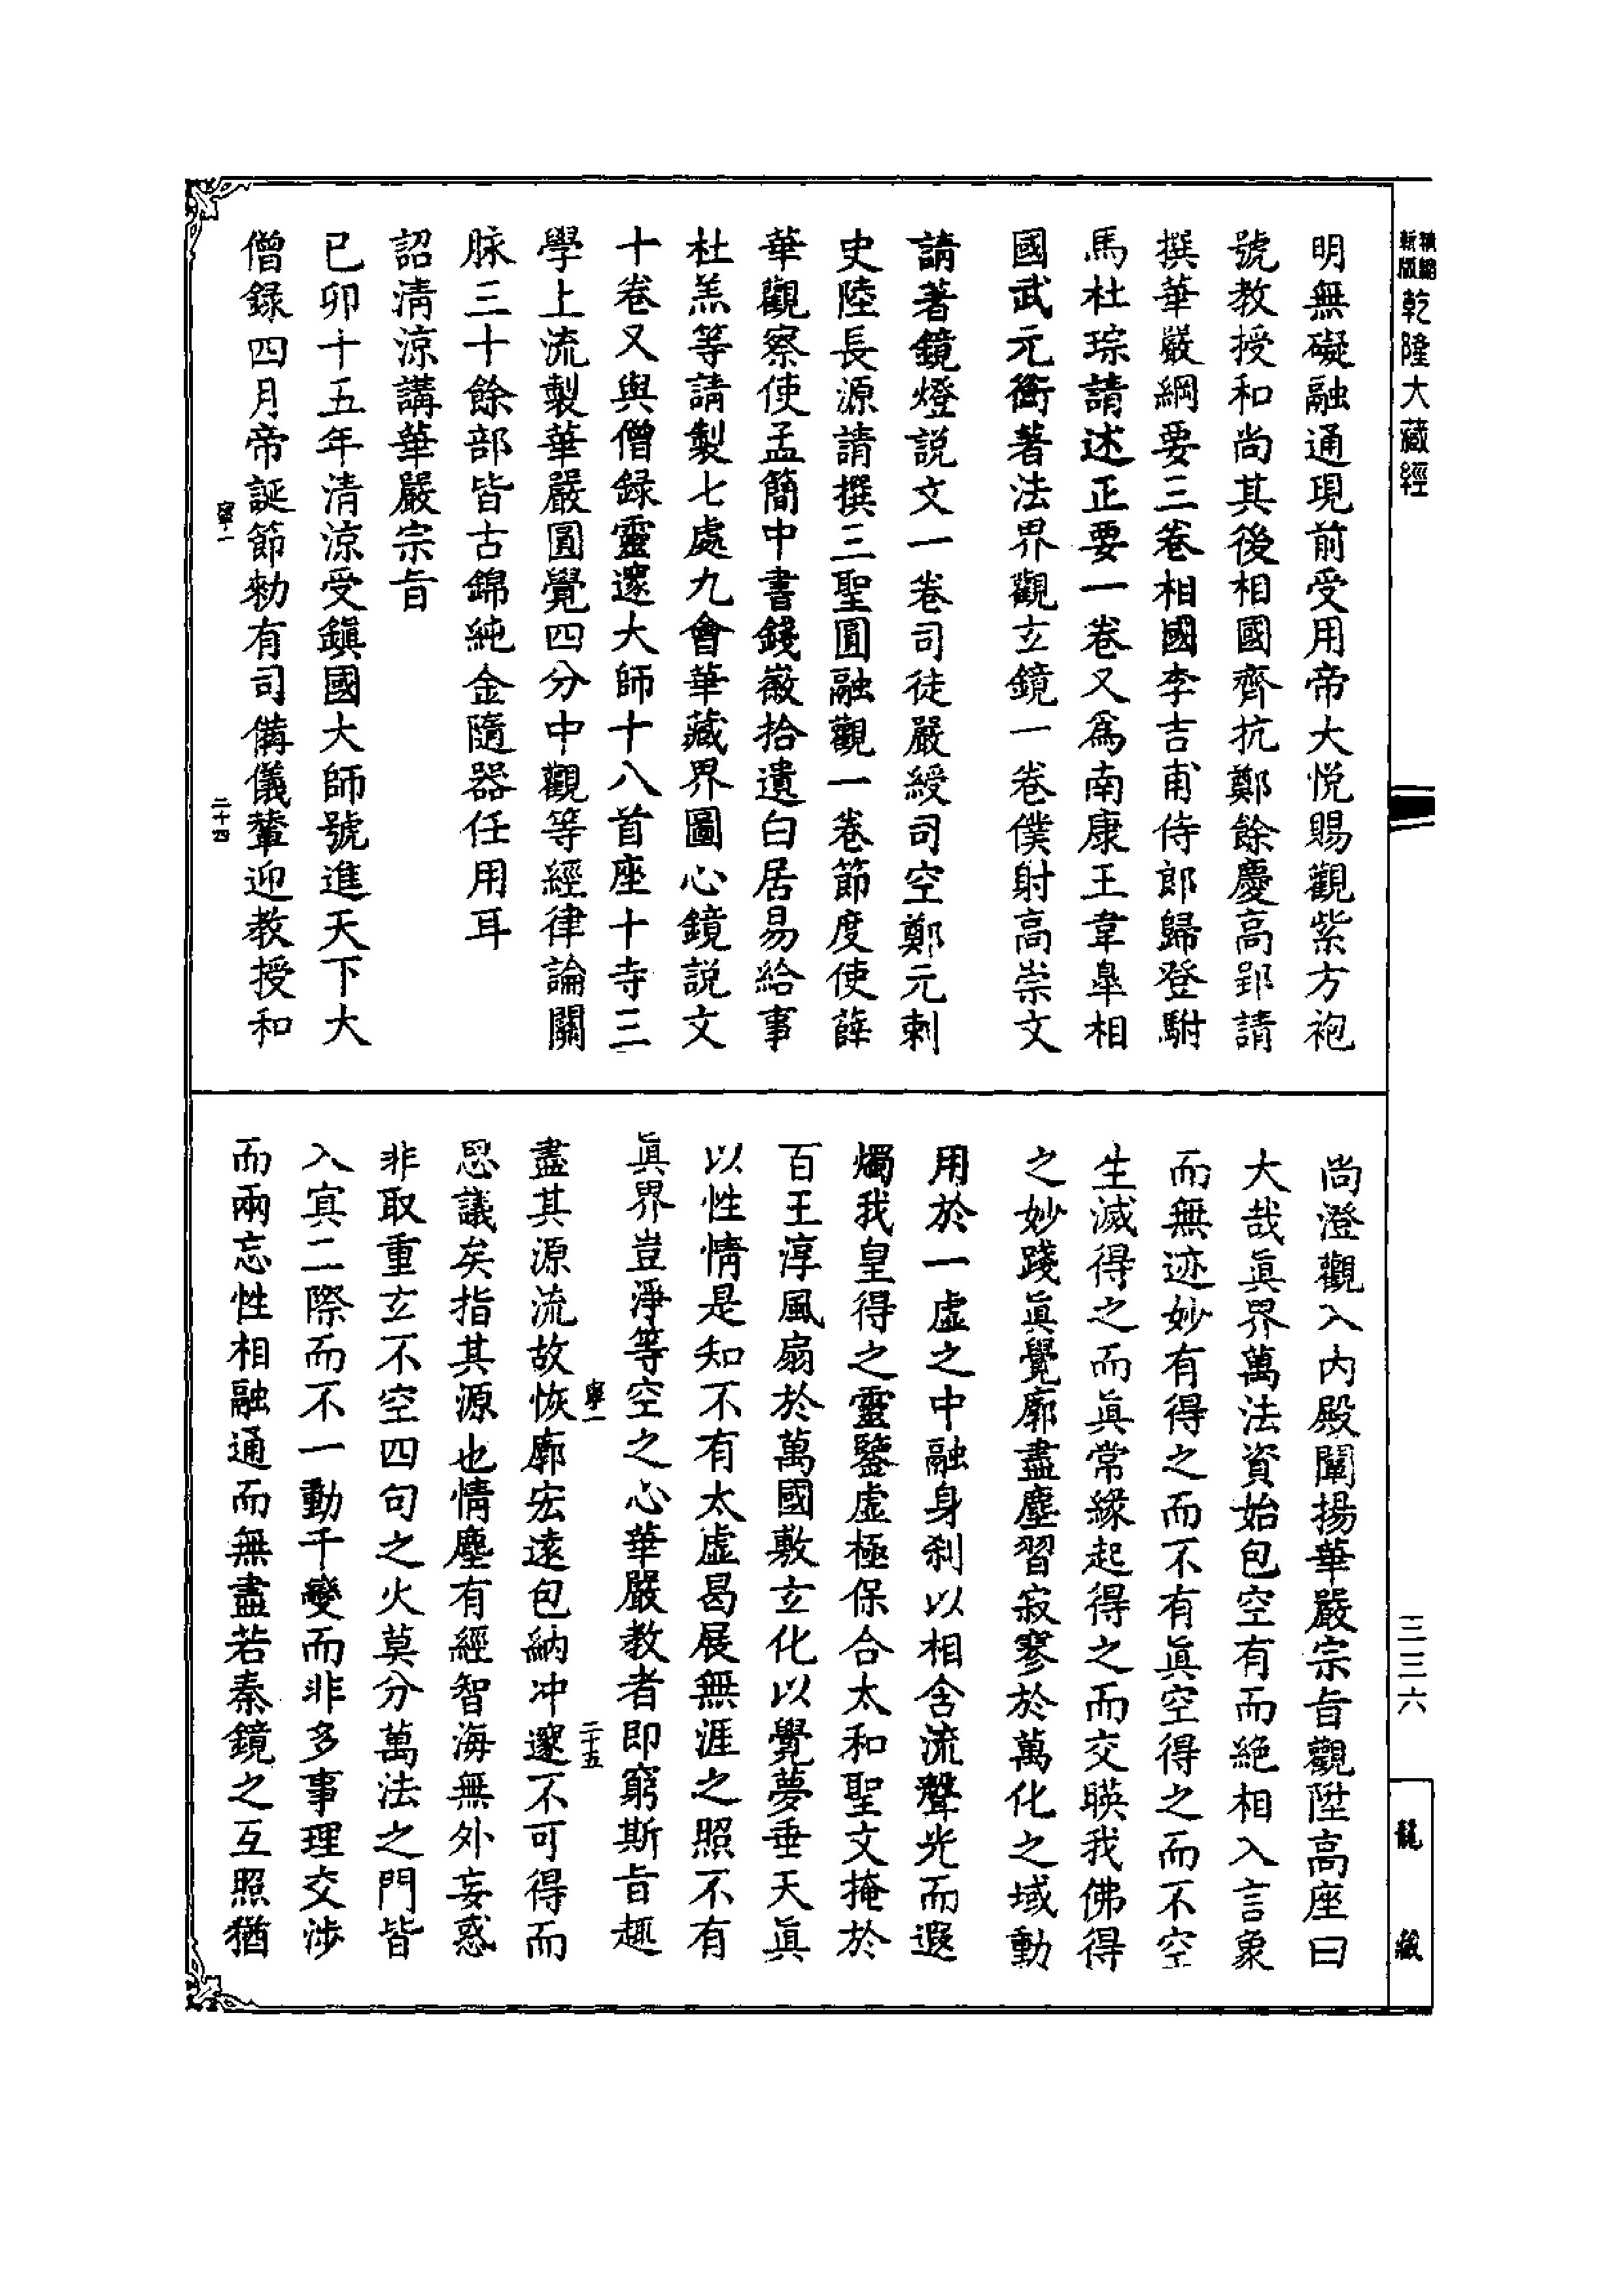 精縮
新版
乾隆大藏經
明無礙融通現前受用帝大悅賜觀紫方袍
號教授和尚其後相國齊抗鄭餘慶高郢請
撰華嚴綱要三卷相國李吉甫侍郎歸登駙
馬杜琮請述正要一卷又爲南康王韋臯相
國武元衡著法界觀玄鏡一卷僕射高崇文
請著鏡燈說文一卷司徒嚴綬司空鄭元刺
史陸長源請撰三聖圓融觀一卷節度使薛
華觀察使孟簡中書錢徽拾遺白居易給事
杜羔等請製七處九會華藏界圖心鏡說文
十卷又與僧録靈邃大師十八首座十寺三
學上流製華嚴圓覺四分中觀等經律論關
脉三十餘部皆古錦純金隨器任用耳
詔清涼講華嚴宗旨
已卯十五年清涼受鎭國大師號進天下大
僧録四月帝誕節勅有司備儀輦迎教授和
寧一
二十四
尚澄觀入內殿闡揚華嚴宗旨觀陞高座曰
大哉眞界萬法資始包空有而絕相入言象
而無迹妙有得之而不有眞空得之而不空
生滅得之而眞常緣起得之而交暎我佛得
之妙踐眞覺廓盡塵習寂寥於萬化之域動
用於一虛之中融身刹以相含流聲光而遐
燭我皇得之靈鑒虛極保合太和聖文掩於
百王淳風扇於萬國敷玄化以覺夢垂天眞
以性情是知不有太虛曷展無涯之照不有
眞界豈淨等空之心華嚴教者即窮斯旨趣
寧一
二十五
盡其源流故恢廓宏遠包納冲邃不可得而
思議矣指其源也情塵有經智海無外妄惑
非取重玄不空四句之火莫分萬法之門皆
入寘二際而不一動千變而非多事理交涉
而兩忘性相融通而無盡若秦鏡之互照猶
三三六
龍藏